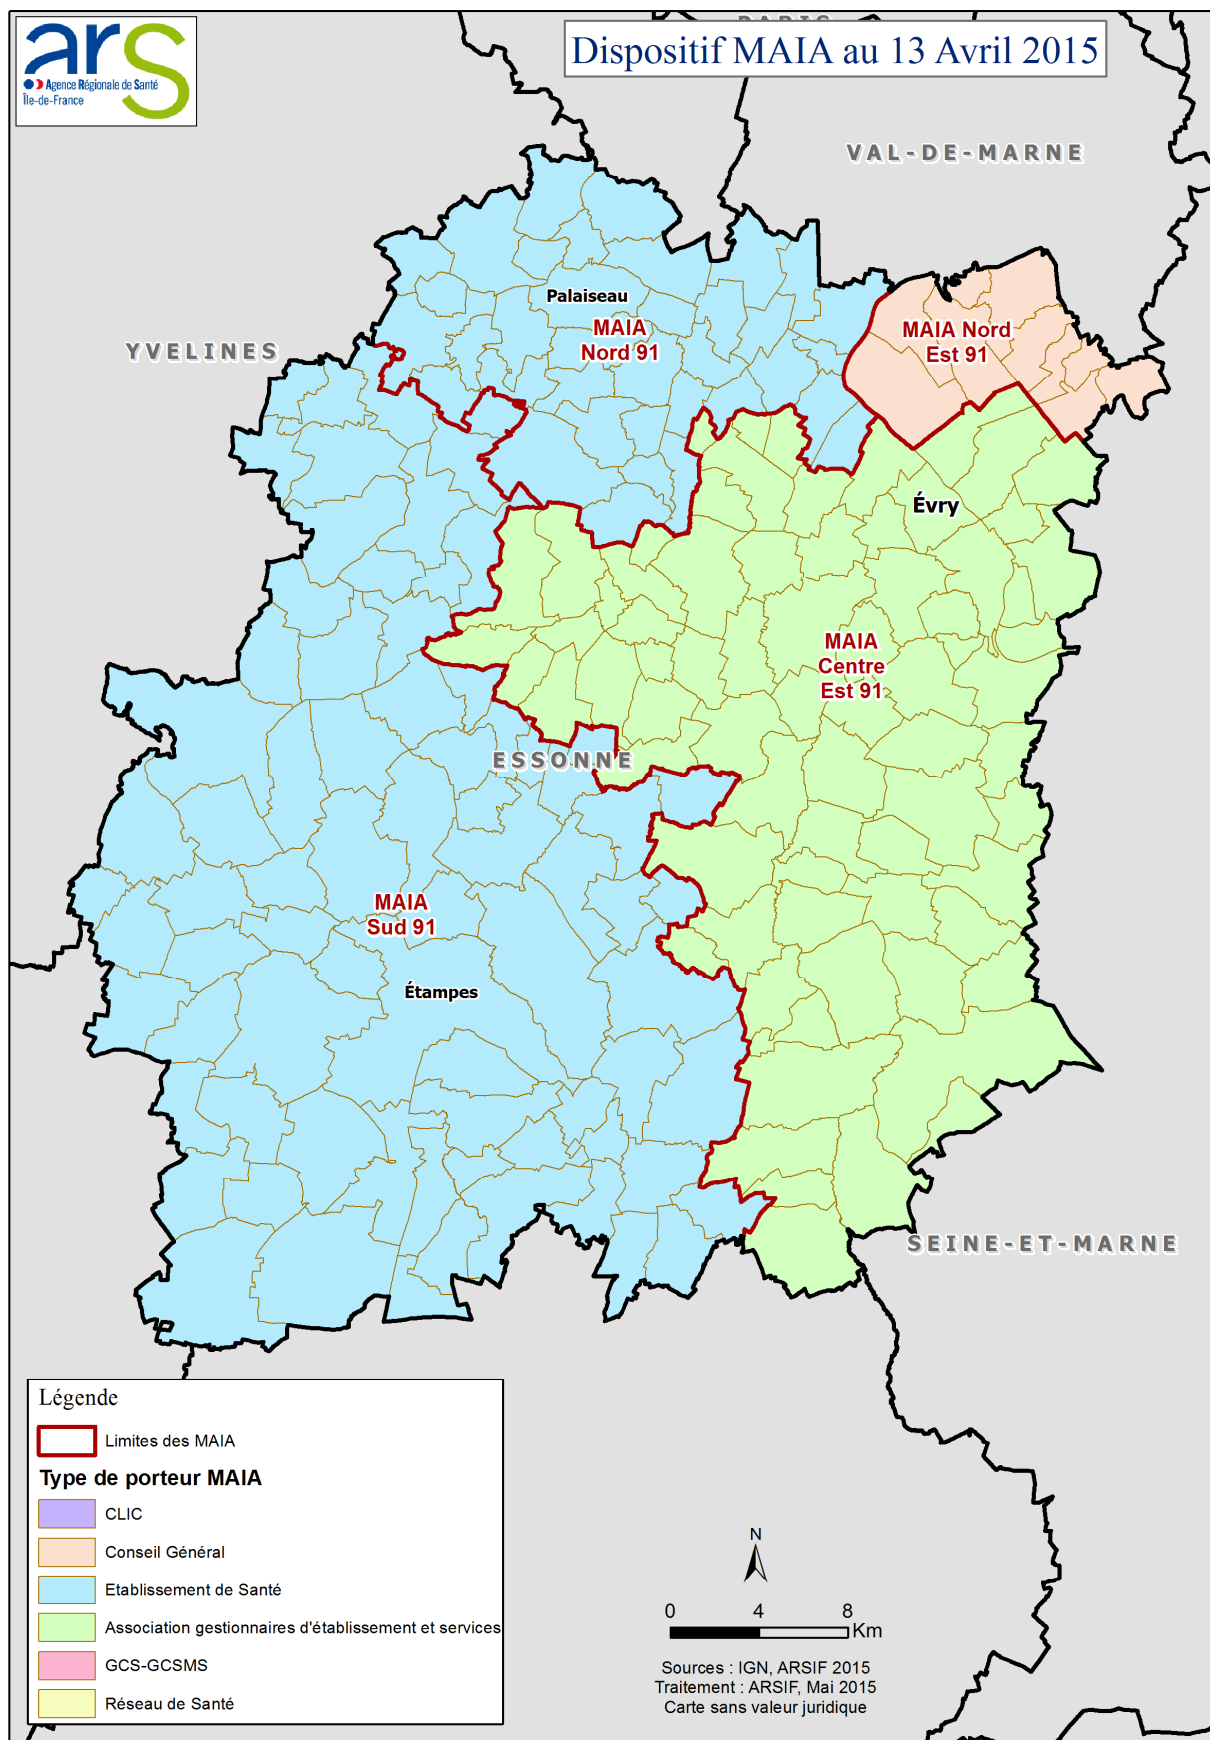 PARIS
Dispositif MAIA au 13 Avril 2015
ars
Agence Régionale de Santé
Île-de-France
VAL-DE-MARNE
Palaiseau
MAIA
Nord 91
MAIA Nord
Est 91
YVELINES
Évry
MAIA
Centre
Est 91
ESSONNE
MAIA
Sud 91
Étampes
SEINE-ET-MARNE
Légende
Limites des MAIA
Type de porteur MAIA
CLIC
Conseil Général
Etablissement de Santé
Association gestionnaires d'établissement et services
GCS-GCSMS
Réseau de Santé
N
0 4 8
Km
Sources : IGN, ARSIF 2015
Traitement : ARSIF, Mai 2015
Carte sans valeur juridique